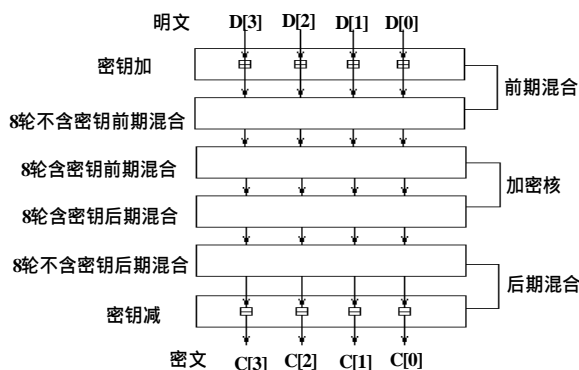 明文 D[3] D[2] D[1] D[0]
密钥加
前期混合
8轮不含密钥前期混合
8轮含密钥前期混合
加密核
8轮含密钥后期混合
8轮不含密钥后期混合
后期混合
密钥减
密文 C[3] C[2] C[1] C[0]